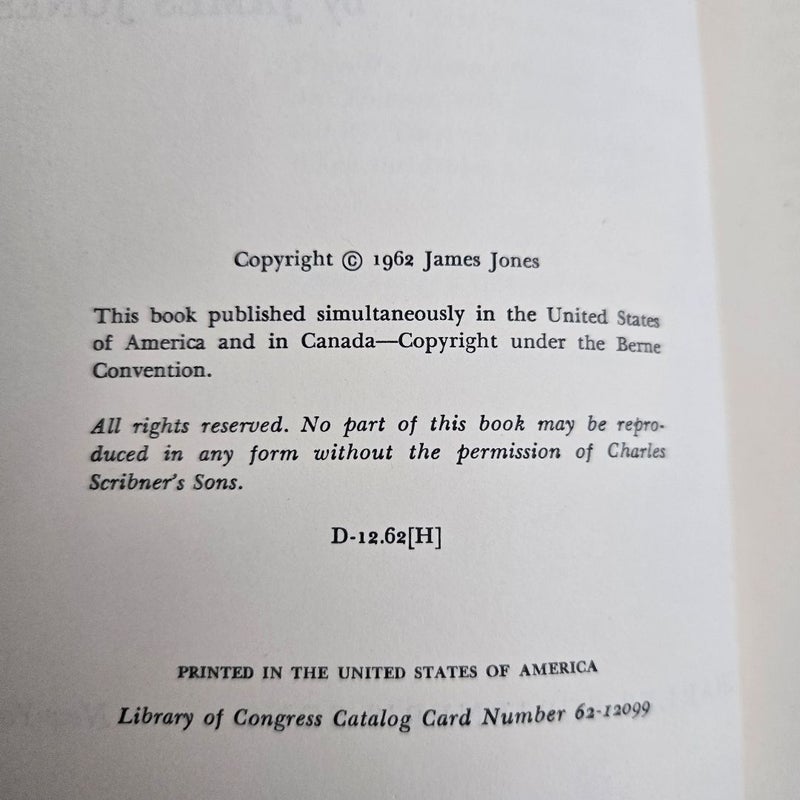 by JAMES JONES
Copyright © 1962 James Jones
This book published simultaneously in the United States
of America and in Canada—Copyright under the Berne
Convention.
All rights reserved. No part of this book may be repro-
duced in any form without the permission of Charles
Scribner's Sons.
D-12.62[H]
PRINTED IN THE UNITED STATES OF AMERICA
Library of Congress Catalog Card Number 62-12099